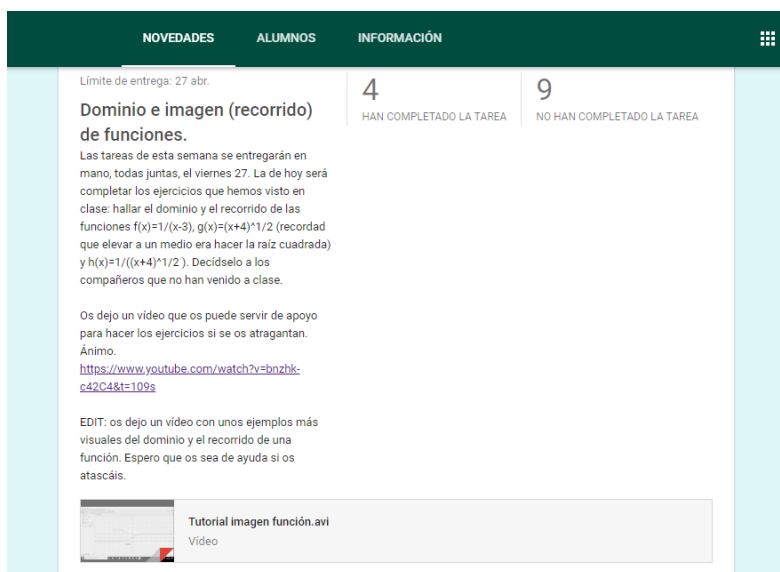 NOVEDADES ALUMNOS INFORMACIÓN
Límite de entrega: 27 abr.
Dominio e imagen (recorrido)
de funciones.
Las tareas de esta semana se entregarán en
mano, todas juntas, el viernes 27. La de hoy será
completar los ejercicios que hemos visto en
clase: hallar el dominio y el recorrido de las
funciones f(x)=1/(x-3), g(x)=(x+4)^1/2 (recordad
que elevar a un medio era hacer la raíz cuadrada)
y h(x)=1/((x+4)^1/2 ). Decídselo a los
compañeros que no han venido a clase.
Os dejo un vídeo que os puede servir de apoyo
para hacer los ejercicios si se os atragantan.
Ánimo.
https://www.youtube.com/watch?v=bnzhk-
c42C4&t=109s
EDIT: os dejo un vídeo con unos ejemplos más
visuales del dominio y el recorrido de una
función. Espero que os sea de ayuda si os
atascáis.
4
HAN COMPLETADO LA TAREA
9
NO HAN COMPLETADO LA TAREA
Tutorial imagen función.avi
Vídeo